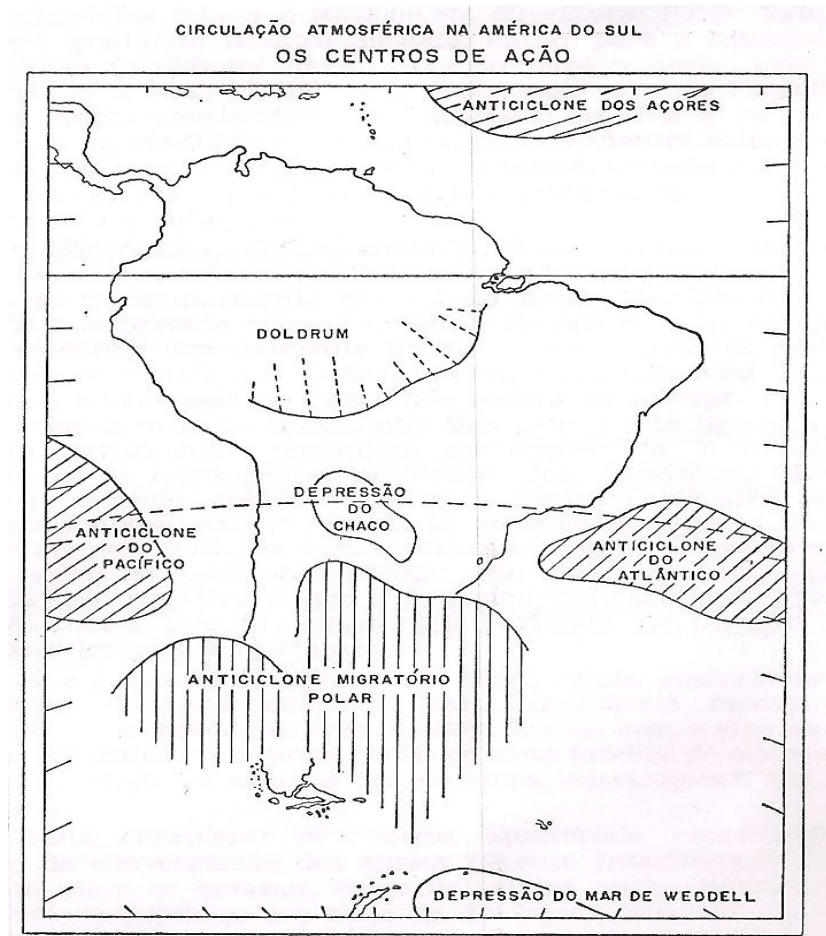 CIRCULAÇÃO ATMOSFÉRICA NA AMÉRICA DO SUL
OS CENTROS DE AÇÃO
ANTICICLONE DOS AÇORES
DOLDRUM
DEPRESSÃO
DO
CHACO
ANTICICLONE
DO
PACÍFICO
ANTICICLONE
DO
ATLÂNTICO
ANTICICLONE MIGRATÓRIO
POLAR
DEPRESSÃO DO MAR DE WEDDELL